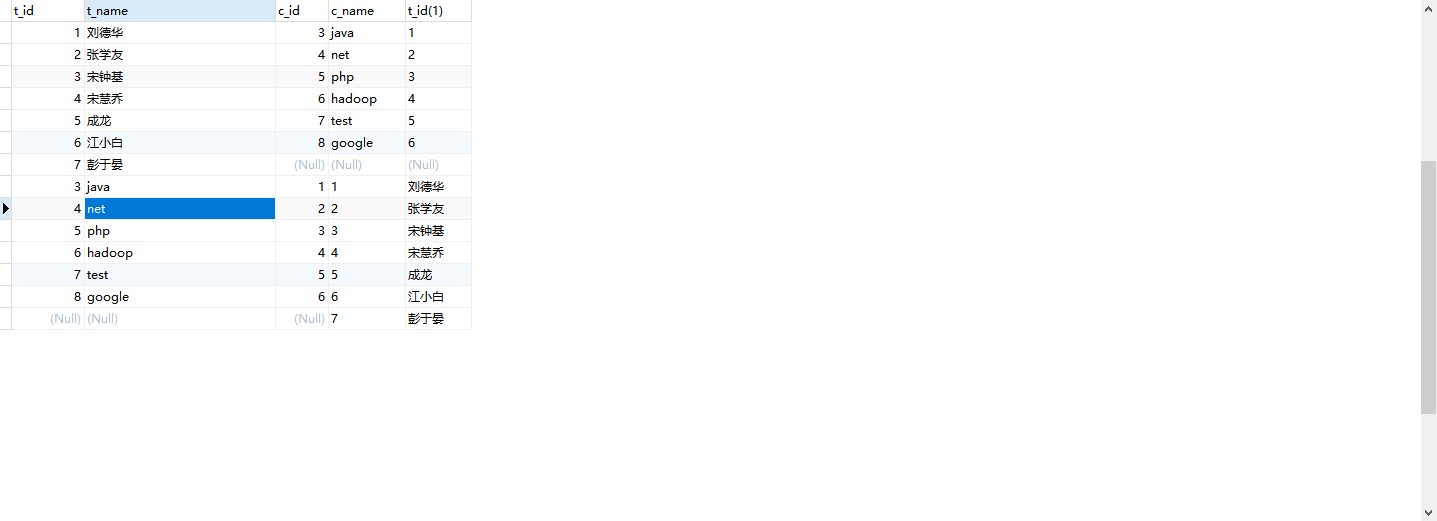 t_id t_name c_id c_name t_id(1)
1 刘德华 3 java 1
2 张学友 4 net 2
3 宋钟基 5 php 3
4 宋慧乔 6 hadoop 4
5 成龙 7 test 5
6 江小白 8 google 6
7 彭于晏 (Null) (Null) (Null)
3 java 1 1 刘德华
4 net 2 2 张学友
5 php 3 3 宋钟基
6 hadoop 4 4 宋慧乔
7 test 5 5 成龙
8 google 6 6 江小白
(Null) (Null) (Null) 7 彭于晏